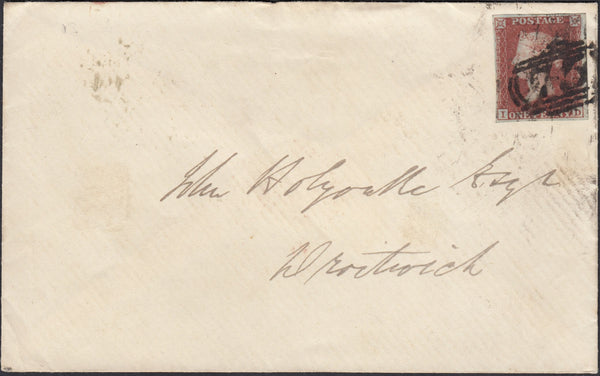 POSTAGE
ONE PENNY
I D
John Holyoake Esqr
Droitwich